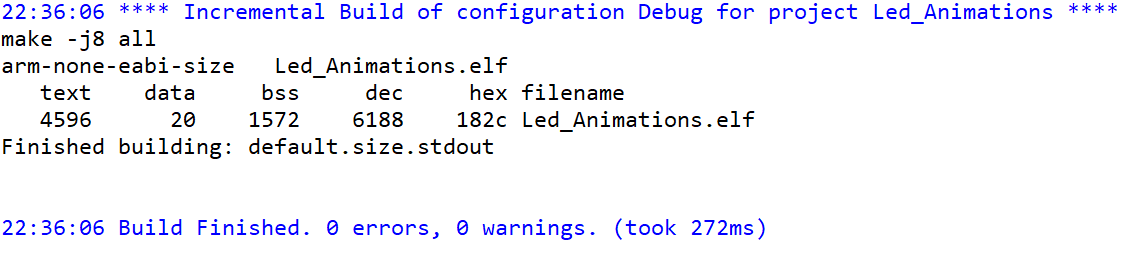 22:36:06 **** Incremental Build of configuration Debug for project Led_Animations ****
make -j8 all
arm-none-eabi-size   Led_Animations.elf
   text    data     bss     dec     hex filename
   4596      20    1572    6188    182c Led_Animations.elf
Finished building: default.size.stdout
22:36:06 Build Finished. 0 errors, 0 warnings. (took 272ms)